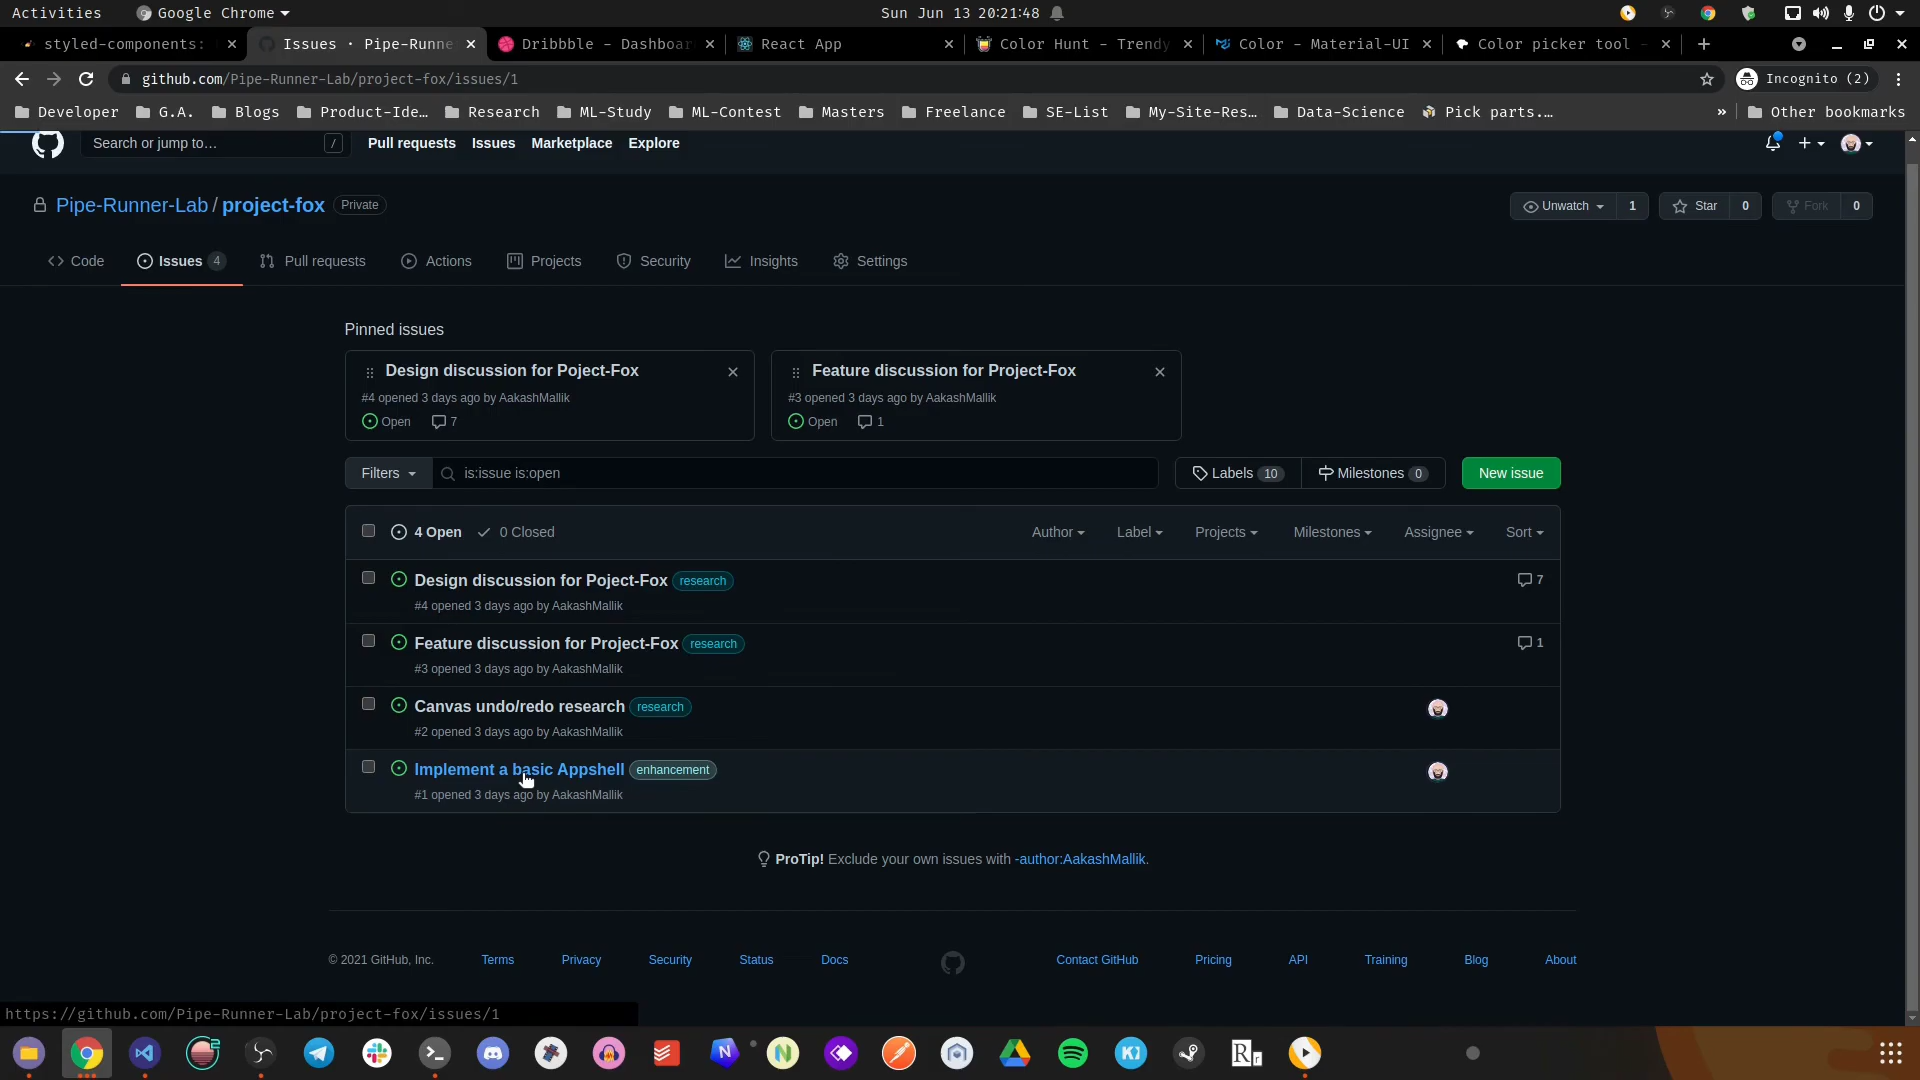 Activities
Google Chrome
Sun Jun 13 20:21:48
styled-components:
Issues · Pipe-Runne
Dribbble - Dashboar
React App
Color Hunt - Trendy
Color - Material-UI
Color picker tool -
github.com/Pipe-Runner-Lab/project-fox/issues/1
Incognito (2)
Developer
G.A.
Blogs
Product-Ide…
Research
ML-Study
ML-Contest
Masters
Freelance
SE-List
My-Site-Res…
Data-Science
Pick parts.…
»
Other bookmarks
Search or jump to…
/
Pull requests
Issues
Marketplace
Explore
Pipe-Runner-Lab / project-fox
Private
Unwatch
1
Star
0
Fork
0
Code
Issues 4
Pull requests
Actions
Projects
Security
Insights
Settings
Pinned issues
Design discussion for Poject-Fox
#4 opened 3 days ago by AakashMallik
Open
7
Feature discussion for Project-Fox
#3 opened 3 days ago by AakashMallik
Open
1
Filters
is:issue is:open
Labels 10
Milestones 0
New issue
4 Open
0 Closed
Author
Label
Projects
Milestones
Assignee
Sort
Design discussion for Poject-Fox research
7
#4 opened 3 days ago by AakashMallik
Feature discussion for Project-Fox research
1
#3 opened 3 days ago by AakashMallik
Canvas undo/redo research research
#2 opened 3 days ago by AakashMallik
Implement a basic Appshell enhancement
#1 opened 3 days ago by AakashMallik
ProTip! Exclude your own issues with -author:AakashMallik.
© 2021 GitHub, Inc.
Terms
Privacy
Security
Status
Docs
Contact GitHub
Pricing
API
Training
Blog
About
https://github.com/Pipe-Runner-Lab/project-fox/issues/1